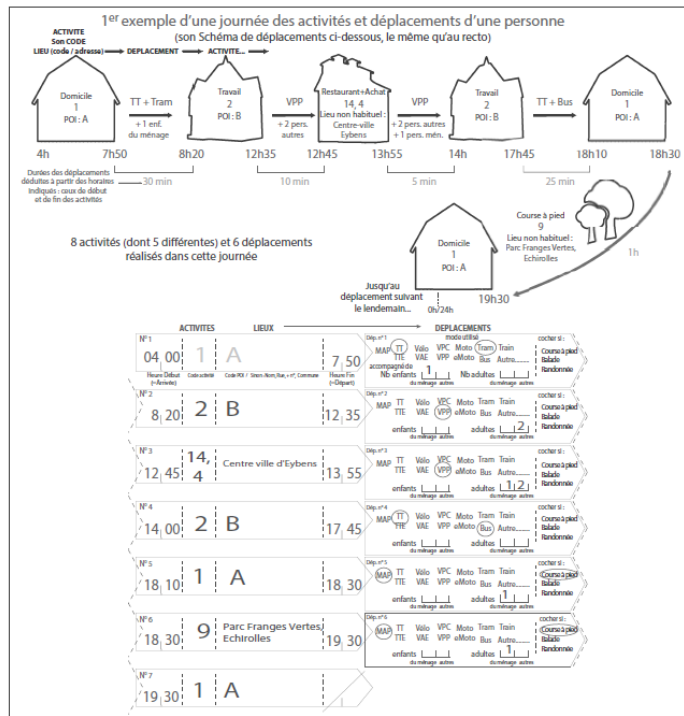 1er exemple d'une journée des activités et déplacements d'une personne
(son Schéma de déplacements ci-dessous, le même qu'au recto)
ACTIVITE
Son CODE
LIEU (code / adresse) DEPLACEMENT ACTIVITE...
Domicile
1
POI : A
TT + Tram
+ 1 enf.
du ménage
Travail
2
POI : B
VPP
+ 2 pers.
autres
Restaurant+Achat
14, 4
Lieu non habituel :
Centre-ville
Eybens
VPP
+ 2 pers. autres
+ 1 pers. mén.
Travail
2
POI : B
TT + Bus
Domicile
1
POI : A
4h 7h50 8h20 12h35 12h45 13h55 14h 17h45 18h10 18h30
Durées des déplacements
déduites à partir des horaires
indiqués : ceux de début
et de fin des activités
30 min 10 min 5 min 25 min
Course à pied
9
Lieu non habituel :
Parc Franges Vertes,
Echirolles
1h
8 activités (dont 5 différentes) et 6 déplacements
réalisés dans cette journée
Domicile
1
POI : A
Jusqu'au
déplacement suivant
le lendemain...
0h/24h
19h30
ACTIVITES LIEUX DEPLACEMENTS
N°1 Dép. n°1 mode utilisé cocher si :
04 00 1 A 7 50
MAP TT Vélo VPC Moto Tram Train Course à pied
TTE VAE VPP eMoto Bus Autre........ Balade
accompagné de Randonnée
Nb enfants 1 Nb adultes
du ménage autres du ménage autres
Heure Début Code activité Code POI / Sinon : Nom, Rue, + n°, Commune Heure Fin
(=Arrivée) (=Départ)
N°2 Dép. n°2 cocher si :
8 20 2 B 12 35
MAP TT Vélo VPC Moto Tram Train Course à pied
TTE VAE VPP eMoto Bus Autre........ Balade
Randonnée
enfants adultes 2
du ménage autres du ménage autres
N°3 Dép. n°3 cocher si :
12 45 14, 4 Centre ville d'Eybens 13 55
MAP TT Vélo VPC Moto Tram Train Course à pied
TTE VAE VPP eMoto Bus Autre........ Balade
Randonnée
enfants adultes 1 2
du ménage autres du ménage autres
N°4 Dép. n°4 cocher si :
14 00 2 B 17 45
MAP TT Vélo VPC Moto Tram Train Course à pied
TTE VAE VPP eMoto Bus Autre........ Balade
Randonnée
enfants adultes
du ménage autres du ménage autres
N°5 Dép. n°5 cocher si :
18 10 1 A 18 30
MAP TT Vélo VPC Moto Tram Train Course à pied
TTE VAE VPP eMoto Bus Autre........ Balade
Randonnée
enfants adultes 1
du ménage autres du ménage autres
N°6 Dép. n°6 cocher si :
18 30 9 Parc Franges Vertes, Echirolles 19 30
MAP TT Vélo VPC Moto Tram Train Course à pied
TTE VAE VPP eMoto Bus Autre........ Balade
Randonnée
enfants adultes 1
du ménage autres du ménage autres
N°7
19 30 1 A